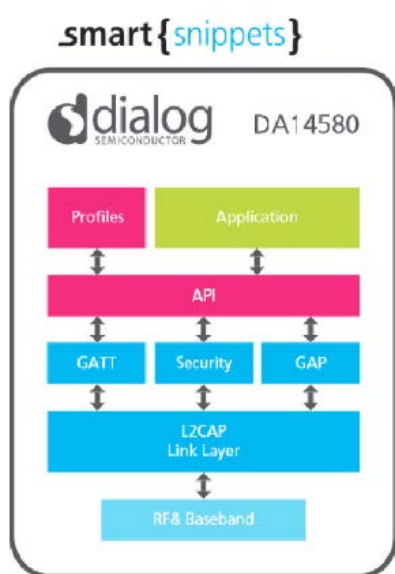 smart{snippets}
dialog
SEMICONDUCTOR
DA14580
Profiles
Application
API
GATT
Security
GAP
L2CAP
Link Layer
RF& Baseband